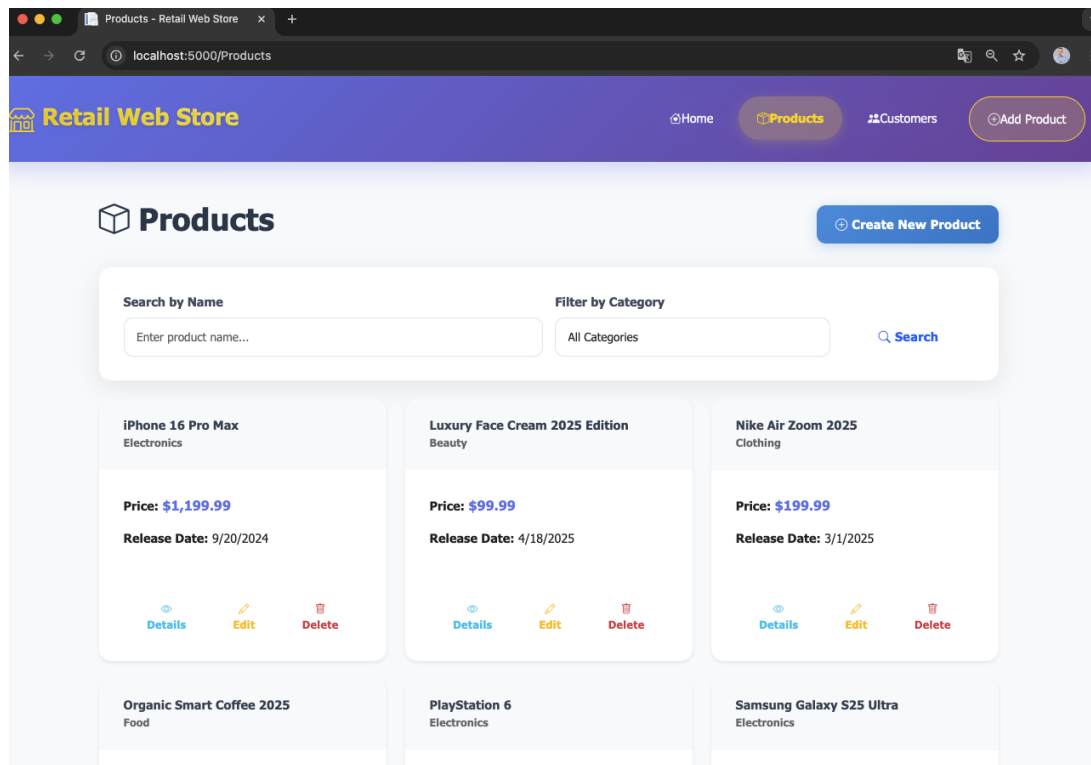 Products - Retail Web Store
localhost:5000/Products
Retail Web Store
Home Products Customers Add Product
Products
Create New Product
Search by Name Filter by Category
Enter product name... All Categories Search
iPhone 16 Pro Max
Electronics
Price: $1,199.99
Release Date: 9/20/2024
Details Edit Delete
Luxury Face Cream 2025 Edition
Beauty
Price: $99.99
Release Date: 4/18/2025
Details Edit Delete
Nike Air Zoom 2025
Clothing
Price: $199.99
Release Date: 3/1/2025
Details Edit Delete
Organic Smart Coffee 2025
Food
PlayStation 6
Electronics
Samsung Galaxy S25 Ultra
Electronics